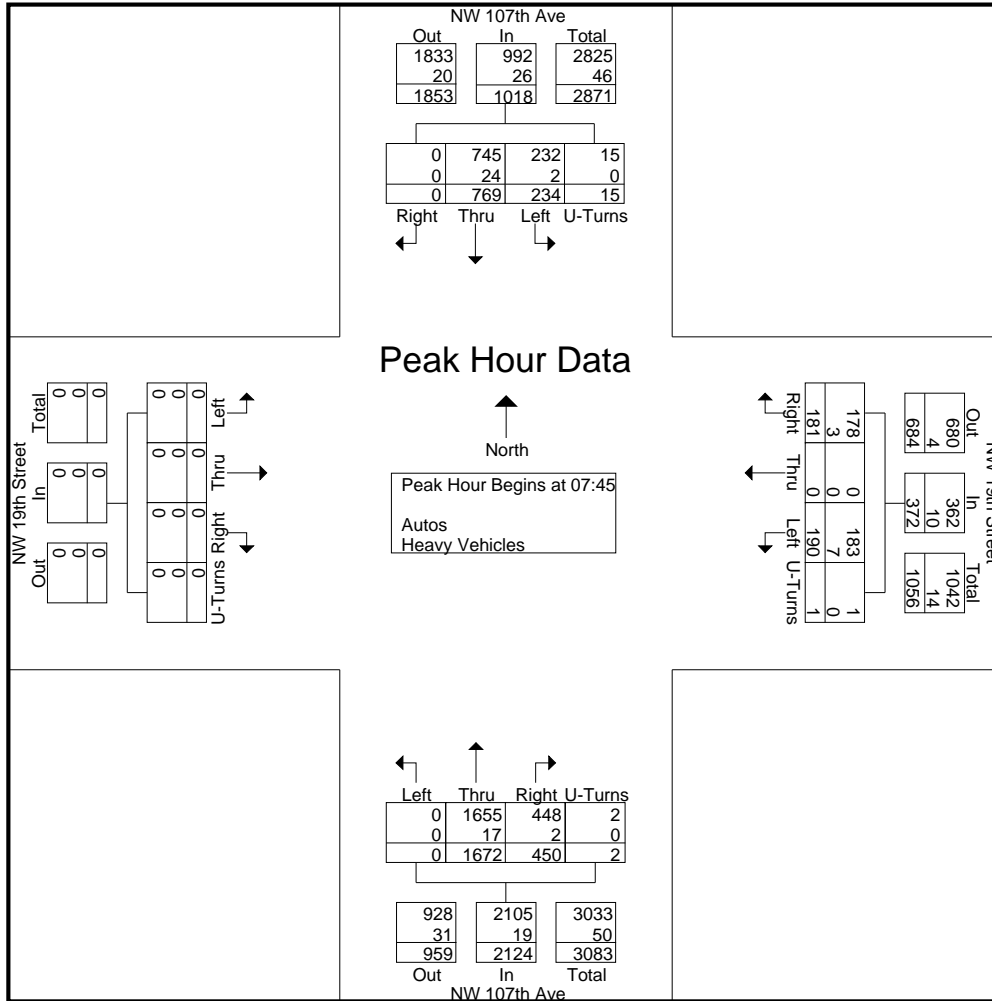 NW 107th Ave
Out In Total
1833 992 2825
20 26 46
1853 1018 2871
0 745 232 15
0 24 2 0
0 769 234 15
Right Thru Left U-Turns
Peak Hour Data
North
Peak Hour Begins at 07:45
Autos
Heavy Vehicles
NW 19th Street
Total In Out
0 0 0
0 0 0
0 0 0
Left Thru Right U-Turns
0 0 0 0
0 0 0 0
0 0 0 0
NW 19th Street
Out In Total
680 362 1042
4 10 14
684 372 1056
178 0 183 1
3 0 7 0
181 0 190 1
Right Thru Left U-Turns
Left Thru Right U-Turns
0 1655 448 2
0 17 2 0
0 1672 450 2
928 2105 3033
31 19 50
959 2124 3083
Out In Total
NW 107th Ave